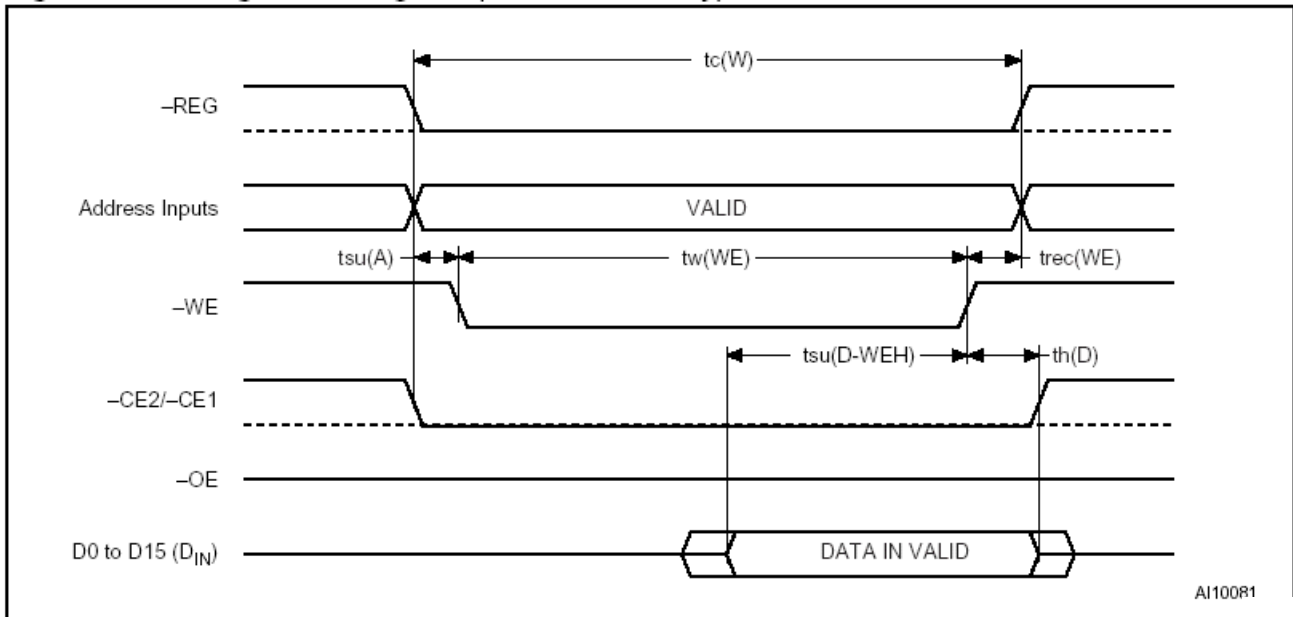 tc(W)
–REG
Address Inputs
VALID
tsu(A)
tw(WE)
trec(WE)
–WE
tsu(D-WEH)
th(D)
–CE2/–CE1
–OE
D0 to D15 (DIN)
DATA IN VALID
AI10081